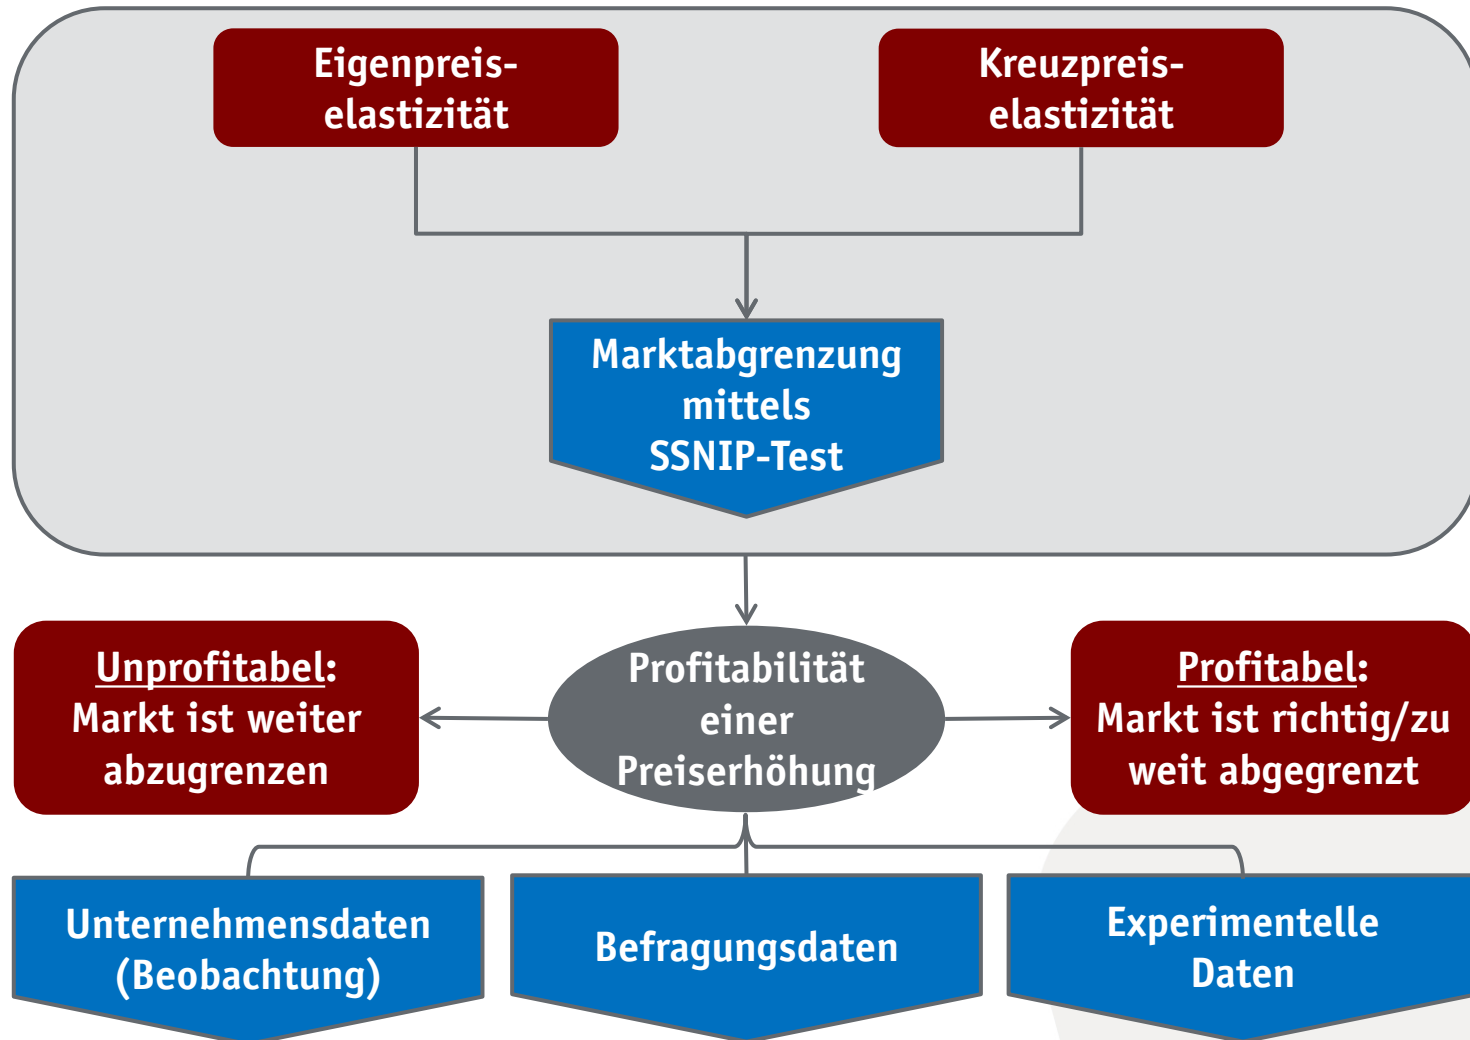 Eigenpreis-
elastizität
Kreuzpreis-
elastizität
Marktabgrenzung
mittels
SSNIP-Test
Unprofitabel:
Markt ist weiter
abzugrenzen
Profitabilität
einer
Preiserhöhung
Profitabel:
Markt ist richtig/zu
weit abgegrenzt
Unternehmensdaten
(Beobachtung)
Befragungsdaten
Experimentelle
Daten